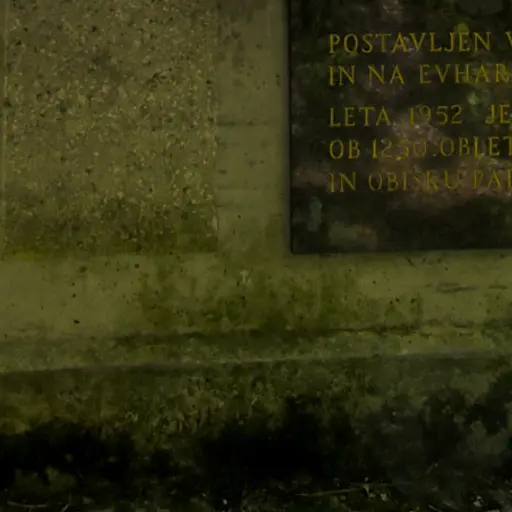 POSTAVLJEN V
IN NA EVHAR
LETA 1952 JE
OB 1250. OBLET
IN OBISKU PA